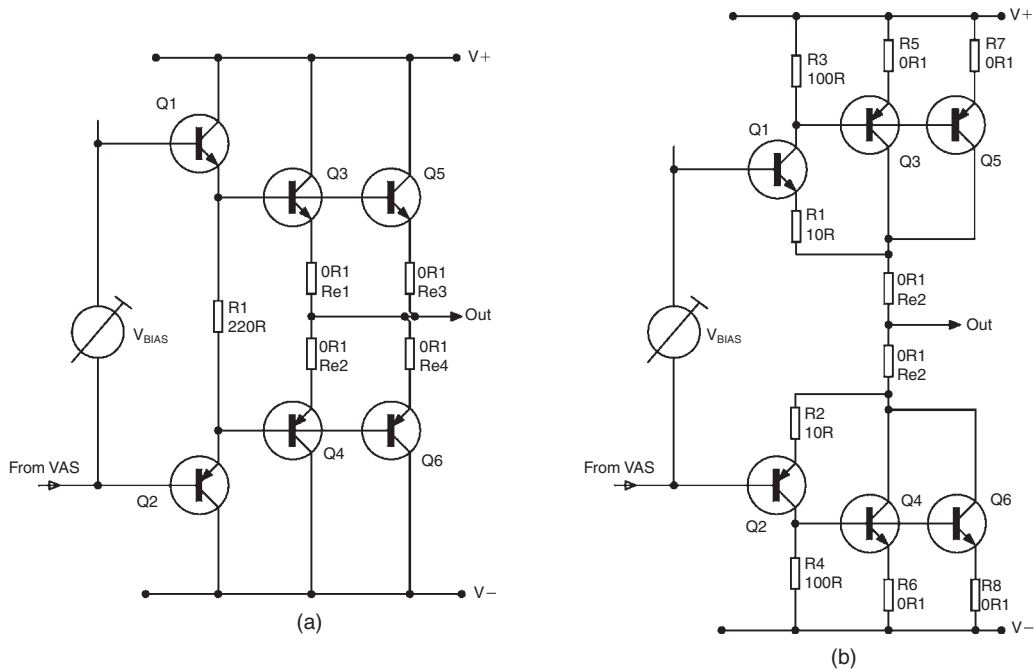 V+
Q1
Q3
Q5
0R1
Re1
0R1
Re3
R1
220R
Out
V_BIAS
0R1
Re2
0R1
Re4
From VAS
Q2
Q4
Q6
V−
(a)
V+
R3
100R
R5
0R1
R7
0R1
Q1
Q3
Q5
R1
10R
0R1
Re2
Out
V_BIAS
0R1
Re2
R2
10R
From VAS
Q2
Q4
Q6
R4
100R
R6
0R1
R8
0R1
V−
(b)